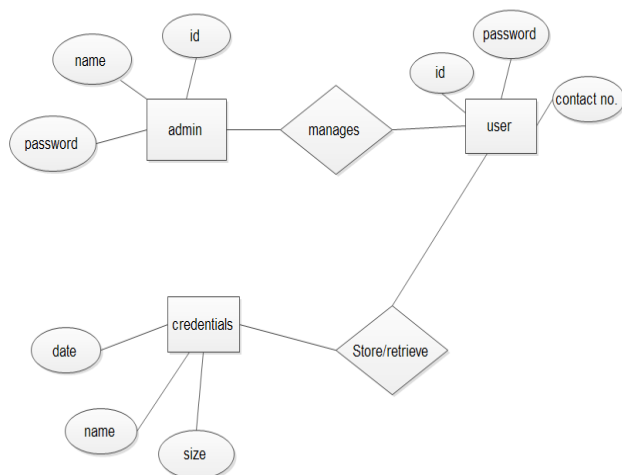 id
name
password
admin
manages
password
id
contact no.
user
credentials
date
name
size
Store/retrieve